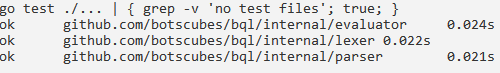 go test ./... | { grep -v 'no test files'; true; }
ok github.com/botscubes/bql/internal/evaluator 0.024s
ok github.com/botscubes/bql/internal/lexer 0.022s
ok github.com/botscubes/bql/internal/parser 0.021s